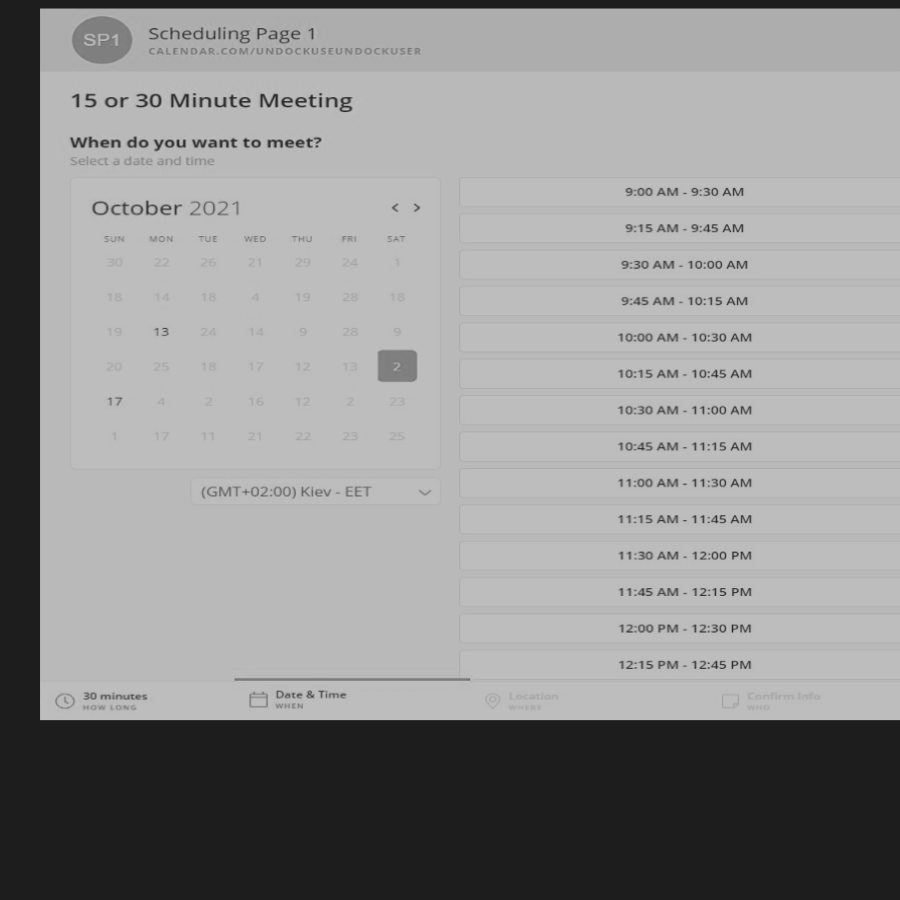 SP1
Scheduling Page 1
CALENDAR.COM/UNDOCKUSEUNDOCKUSER
15 or 30 Minute Meeting
When do you want to meet?
Select a date and time
October 2021
< >
SUN MON TUE WED THU FRI SAT
30 22 26 21 29 24 1
18 14 18 4 19 28 18
19 13 24 14 9 28 9
20 25 18 17 12 13 2
17 4 2 16 12 2 23
1 17 11 21 22 23 25
(GMT+02:00) Kiev - EET
9:00 AM - 9:30 AM
9:15 AM - 9:45 AM
9:30 AM - 10:00 AM
9:45 AM - 10:15 AM
10:00 AM - 10:30 AM
10:15 AM - 10:45 AM
10:30 AM - 11:00 AM
10:45 AM - 11:15 AM
11:00 AM - 11:30 AM
11:15 AM - 11:45 AM
11:30 AM - 12:00 PM
11:45 AM - 12:15 PM
12:00 PM - 12:30 PM
12:15 PM - 12:45 PM
30 minutes
HOW LONG
Date & Time
WHEN
Location
WHERE
Confirm Info
WHO